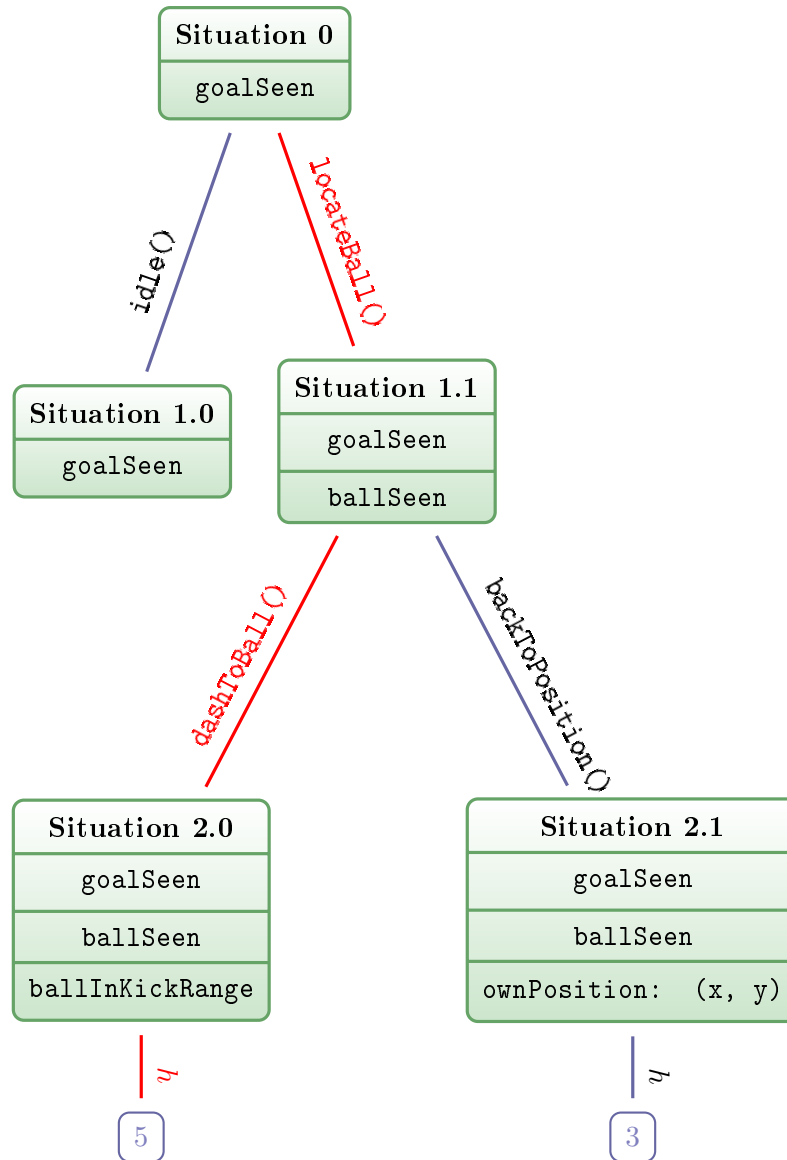 Situation 0
goalSeen
idle()
locateBall()
Situation 1.0
goalSeen
Situation 1.1
goalSeen
ballSeen
dashToBall()
backToPosition()
Situation 2.0
goalSeen
ballSeen
ballInKickRange
Situation 2.1
goalSeen
ballSeen
ownPosition: (x, y)
h
h
5
3